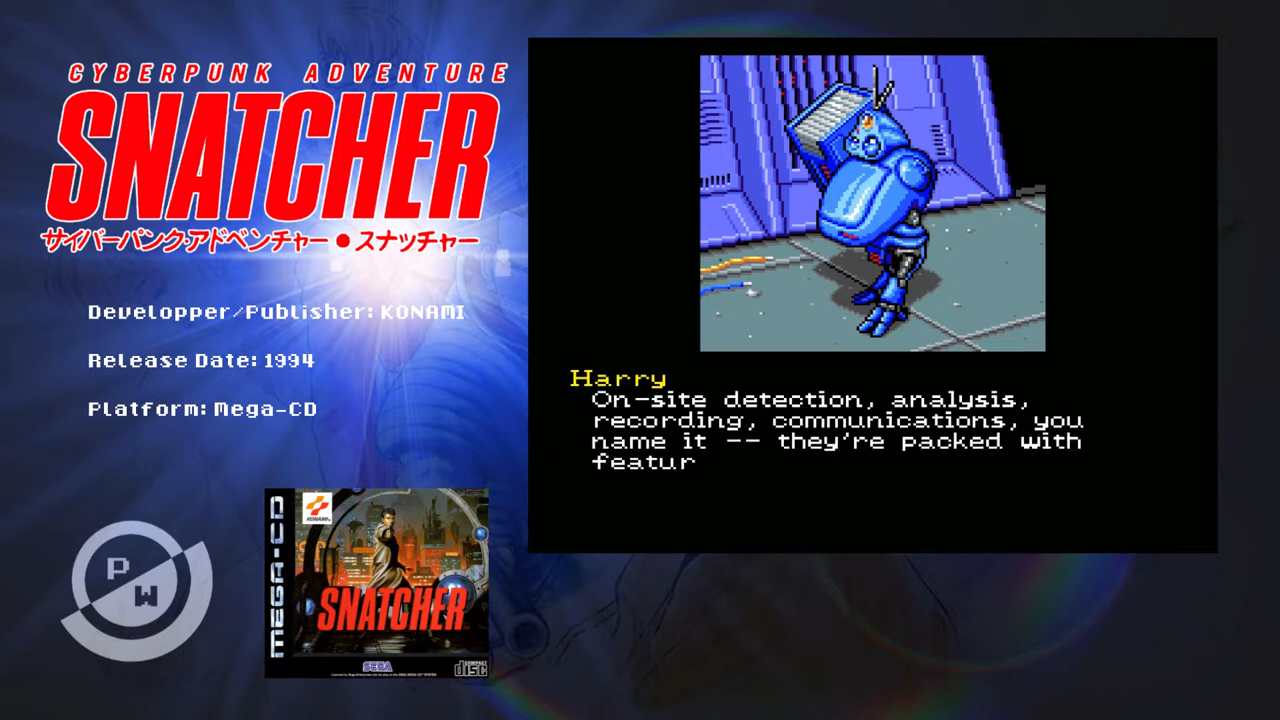 CYBERPUNK ADVENTURE
SNATCHER
サイバーパンク・アドベンチャー●スナッチャー
Developper/Publisher: KONAMI
Release Date: 1994
Platform: Mega-CD
Harry
On-site detection, analysis,
recording, communications, you
name it -- they're packed with
featur
P
W
MEGA-CD
KONAMI
SNATCHER
SEGA
COMPACT
disc